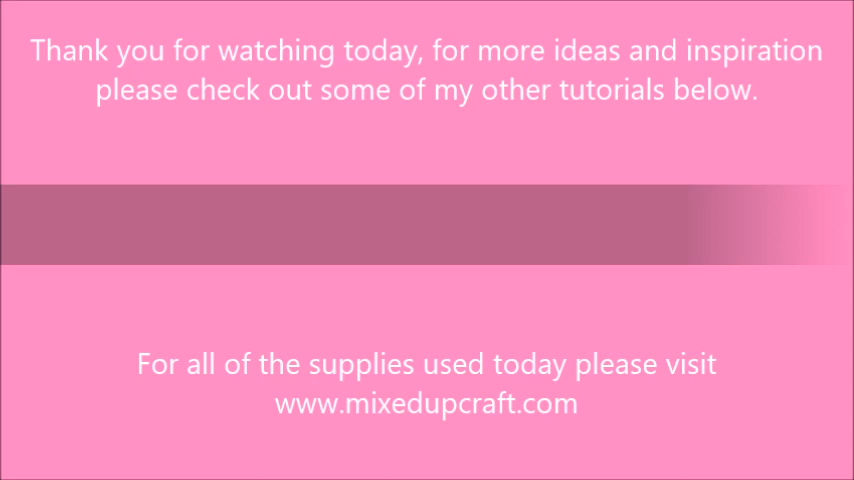 Thank you for watching today, for more ideas and inspiration
please check out some of my other tutorials below.
For all of the supplies used today please visit
www.mixedupcraft.com